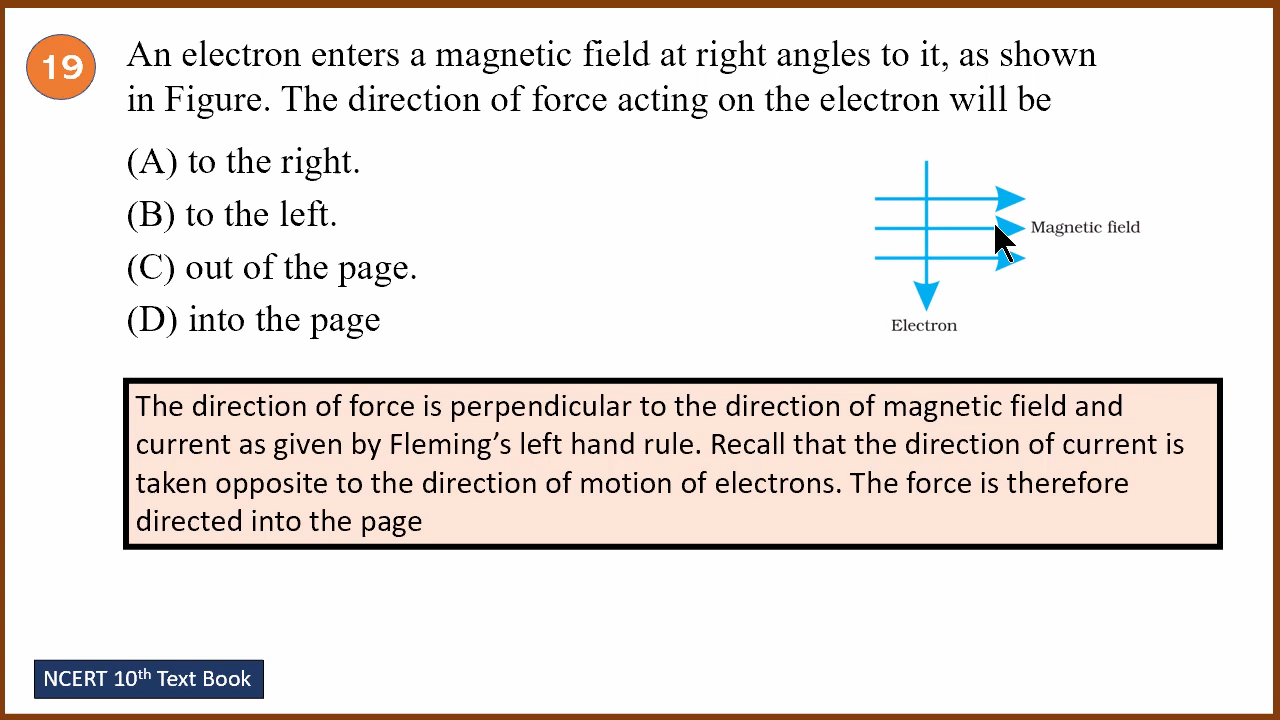 19
An electron enters a magnetic field at right angles to it, as shown
in Figure. The direction of force acting on the electron will be
(A) to the right.
(B) to the left.
(C) out of the page.
(D) into the page
Magnetic field
Electron
The direction of force is perpendicular to the direction of magnetic field and
current as given by Fleming’s left hand rule. Recall that the direction of current is
taken opposite to the direction of motion of electrons. The force is therefore
directed into the page
NCERT 10th Text Book